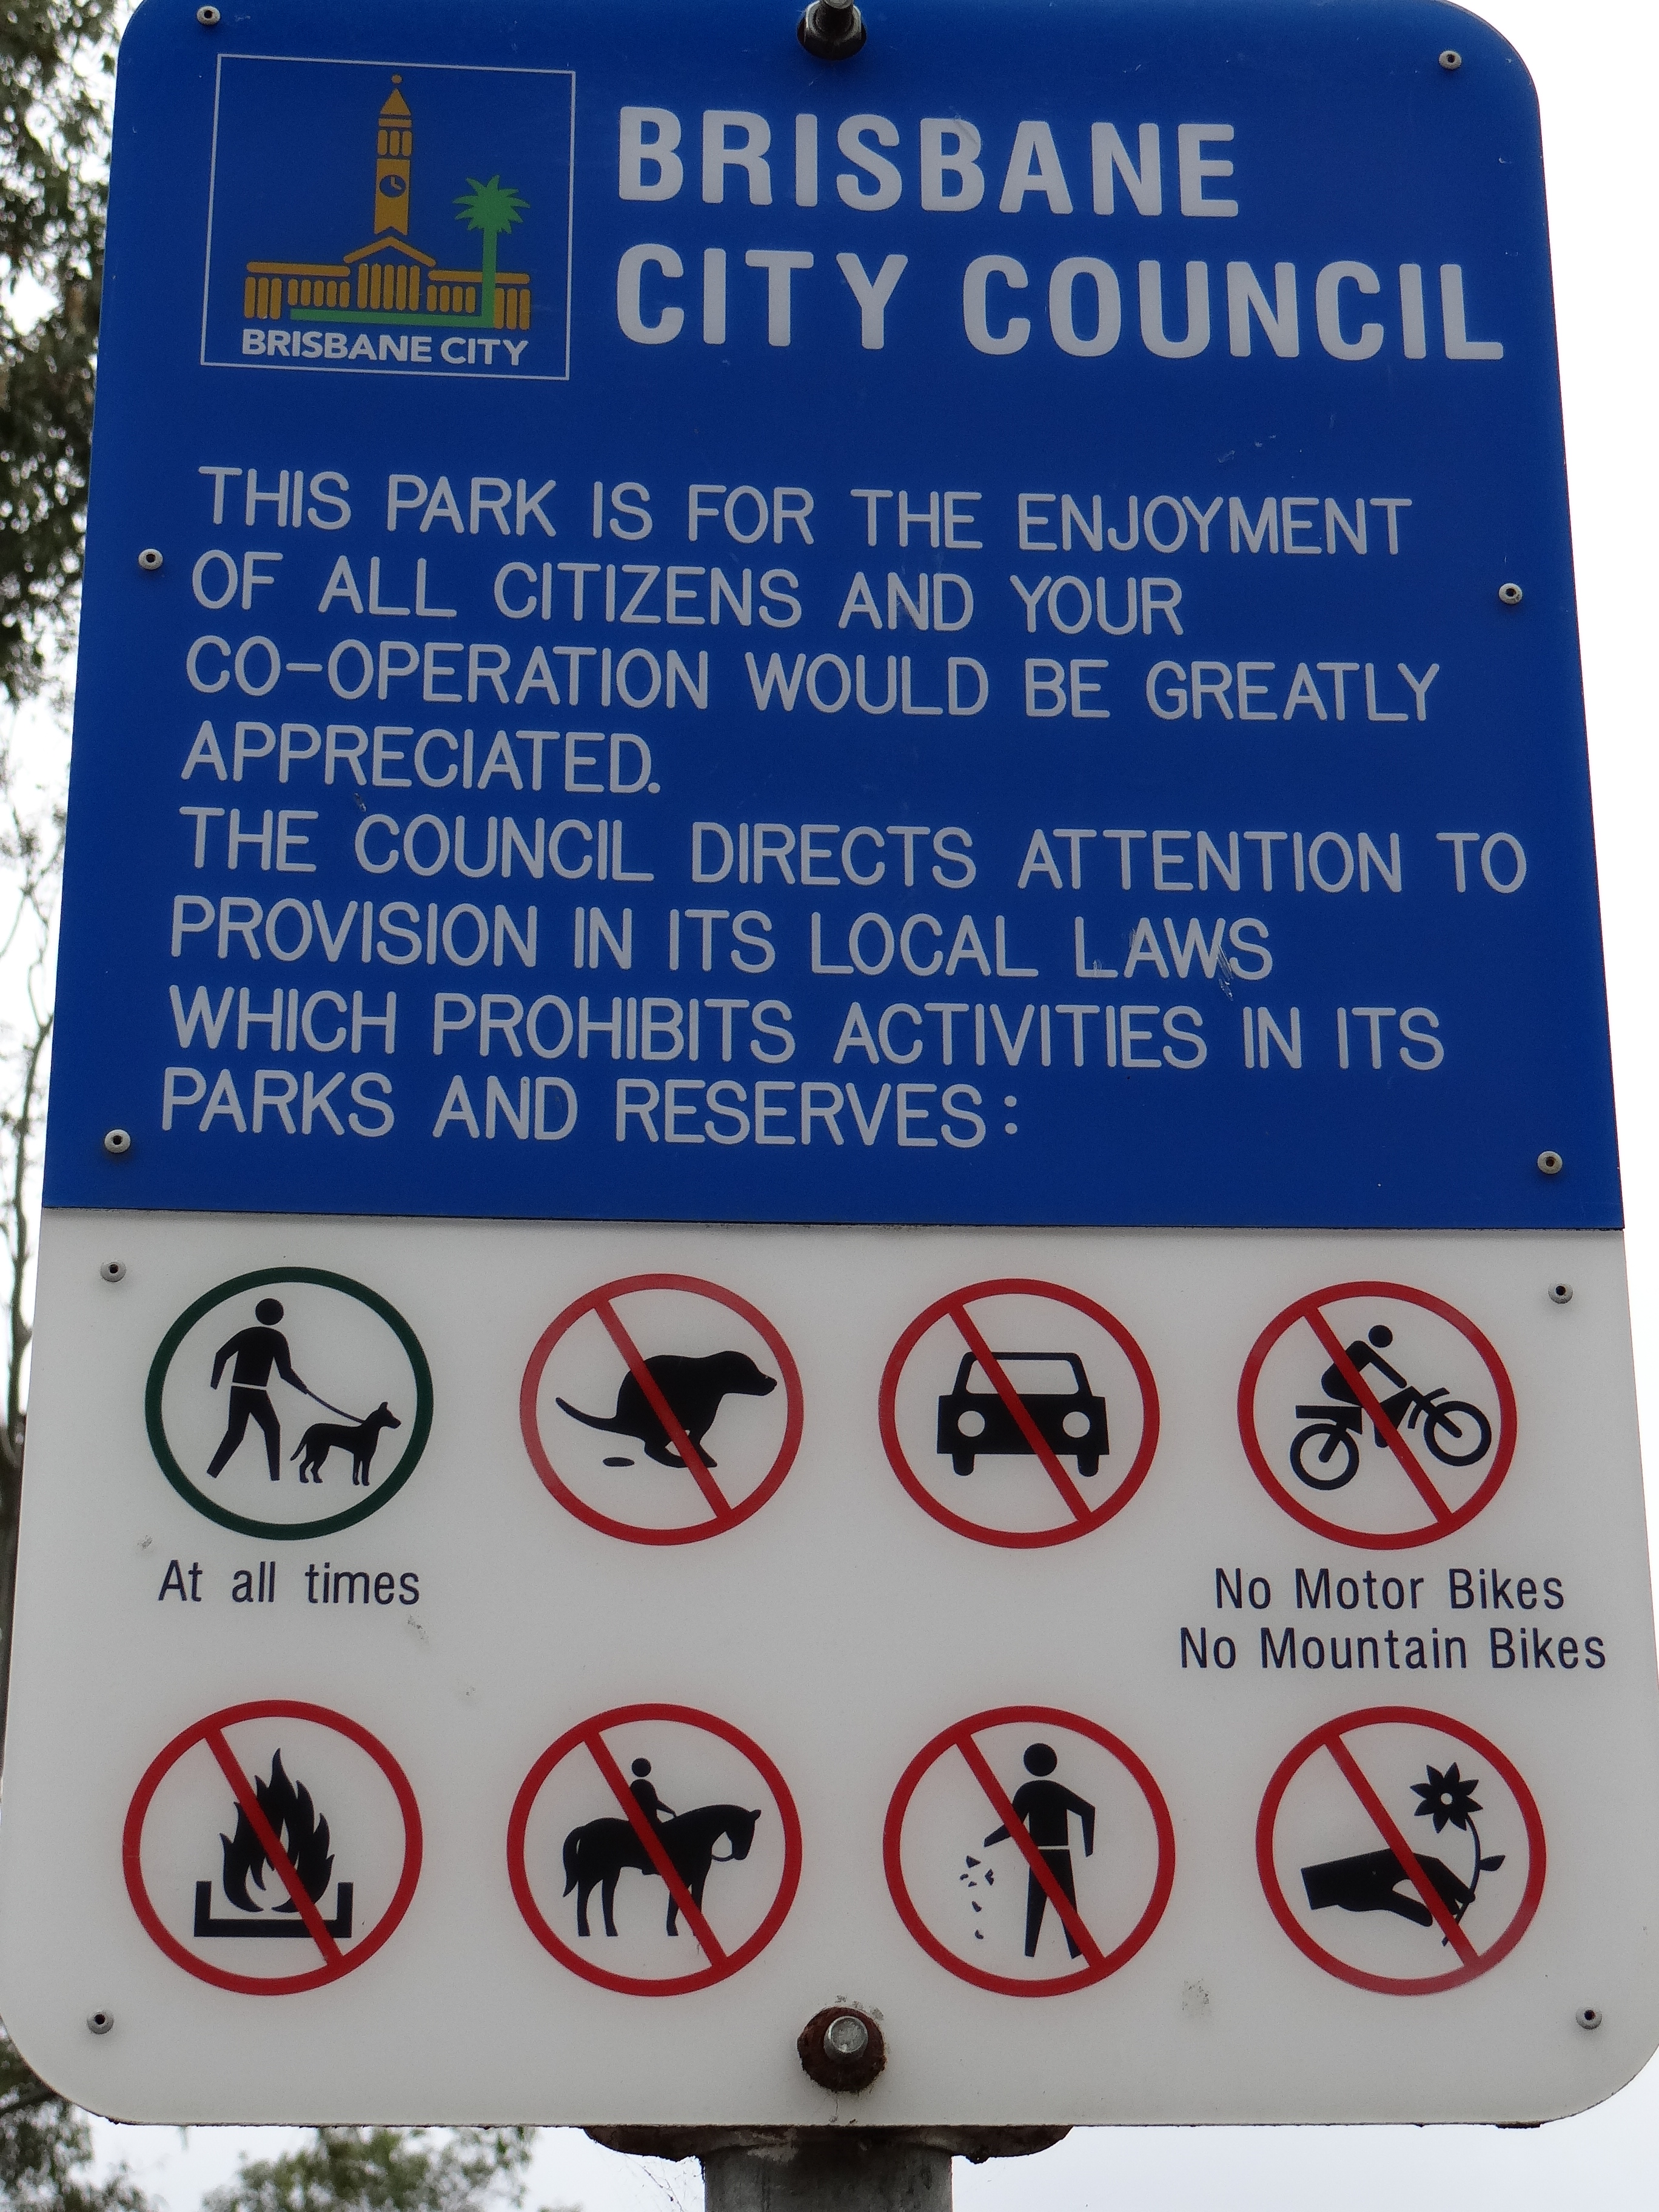 BRISBANE CITY
BRISBANE
CITY COUNCIL
THIS PARK IS FOR THE ENJOYMENT
OF ALL CITIZENS AND YOUR
CO-OPERATION WOULD BE GREATLY
APPRECIATED.
THE COUNCIL DIRECTS ATTENTION TO
PROVISION IN ITS LOCAL LAWS
WHICH PROHIBITS ACTIVITIES IN ITS
PARKS AND RESERVES:
At all times
No Motor Bikes
No Mountain Bikes